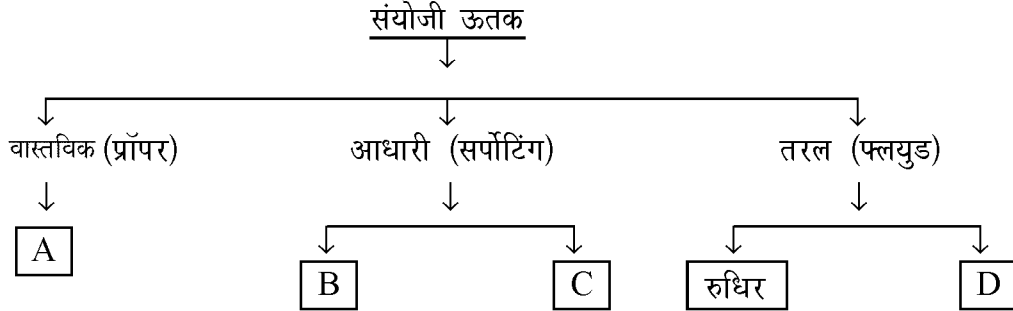 संयोजी ऊतक
वास्तविक (प्रॉपर) आधारी (सर्पोटिंग) तरल (फ्लयुड)
A B C रुधिर D